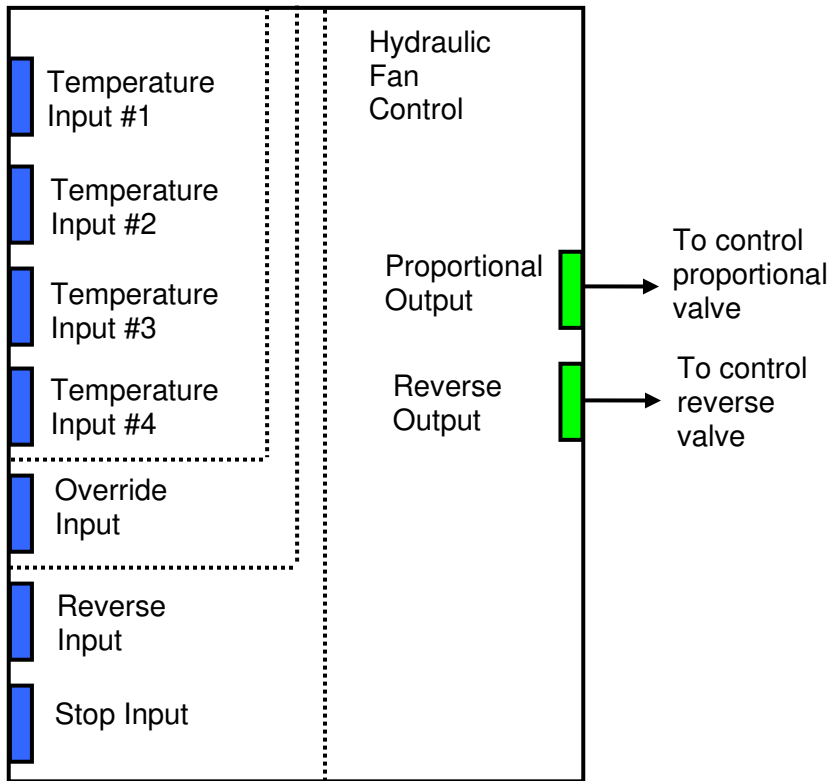 Temperature
Input #1
Temperature
Input #2
Temperature
Input #3
Temperature
Input #4
Override
Input
Reverse
Input
Stop Input
Hydraulic
Fan
Control
Proportional
Output
Reverse
Output
To control
proportional
valve
To control
reverse
valve